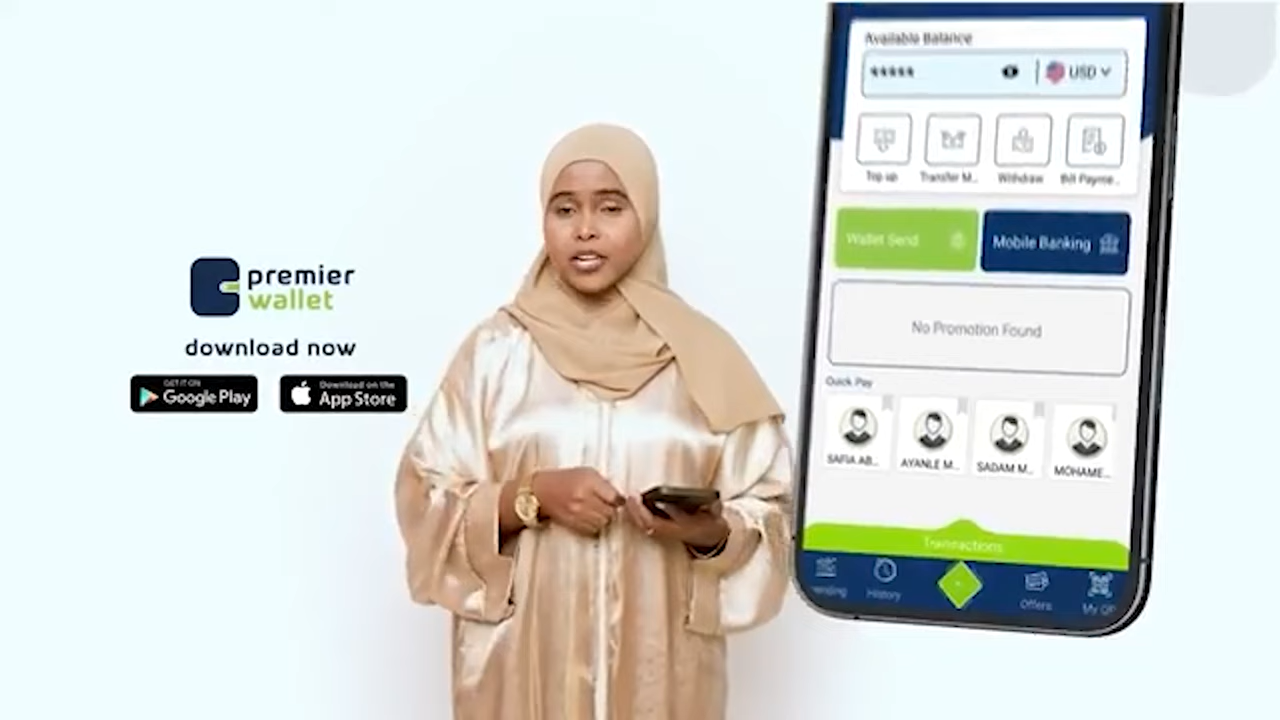 premier
wallet
download now
GET IT ON
Google Play
Download on the
App Store
Available Balance
*****
USD
Top up
Transfer M...
Withdraw
Bill Payme...
Wallet Send
Mobile Banking
No Promotion Found
Quick Pay
SAFIA AB...
AYANLE M...
SADAM M...
MOHAME...
Transactions
History
Offers
My QR